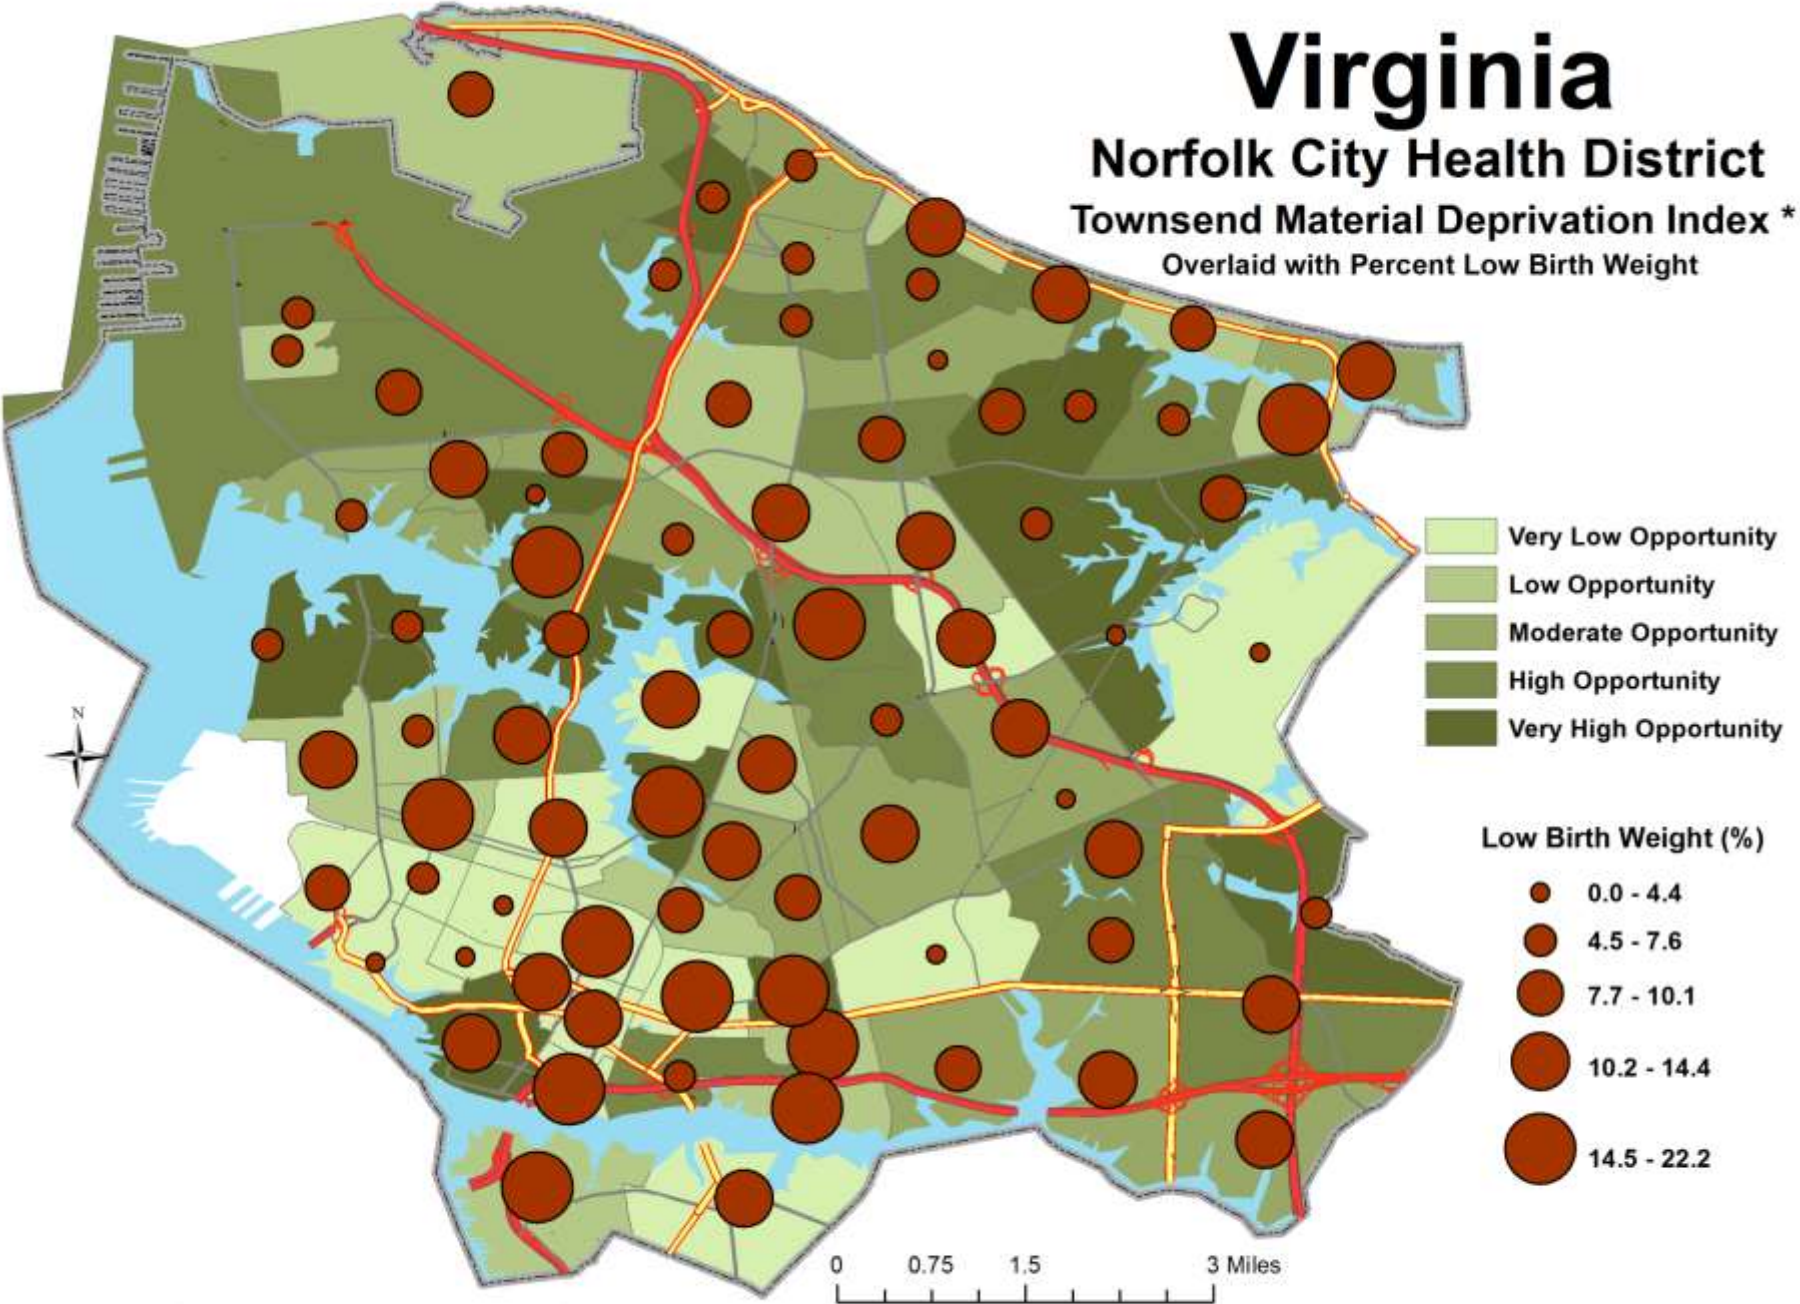 Virginia
Norfolk City Health District
Townsend Material Deprivation Index *
Overlaid with Percent Low Birth Weight
Very Low Opportunity
Low Opportunity
Moderate Opportunity
High Opportunity
Very High Opportunity
N
Low Birth Weight (%)
0.0 - 4.4
4.5 - 7.6
7.7 - 10.1
10.2 - 14.4
14.5 - 22.2
0 0.75 1.5 3 Miles